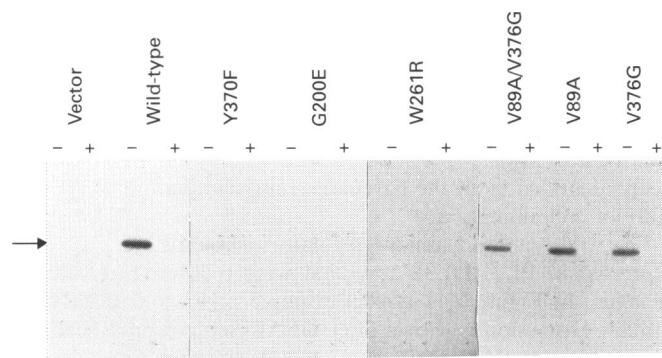 Vector
Wild-type
Y370F
G200E
W261R
V89A/V376G
V89A
V376G
− + − + − + − + − + − + − + − +